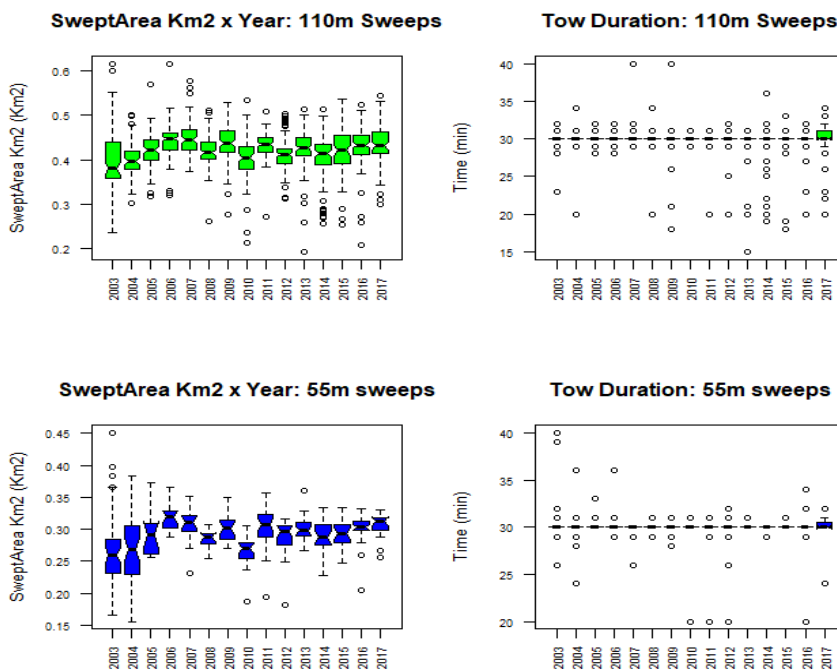 SweptArea Km2 x Year: 110m Sweeps
SweptArea Km2 (Km2)
0.6
0.5
0.4
0.3
0.2
2003 2004 2005 2006 2007 2008 2009 2010 2011 2012 2013 2014 2015 2016 2017
Tow Duration: 110m Sweeps
Time (min)
40
35
30
25
20
15
2003 2004 2005 2006 2007 2008 2009 2010 2011 2012 2013 2014 2015 2016 2017
SweptArea Km2 x Year: 55m sweeps
SweptArea Km2 (Km2)
0.45
0.40
0.35
0.30
0.25
0.20
0.15
2003 2004 2005 2006 2007 2008 2009 2010 2011 2012 2013 2014 2015 2016 2017
Tow Duration: 55m sweeps
Time (min)
40
35
30
25
20
2003 2004 2005 2006 2007 2008 2009 2010 2011 2012 2013 2014 2015 2016 2017